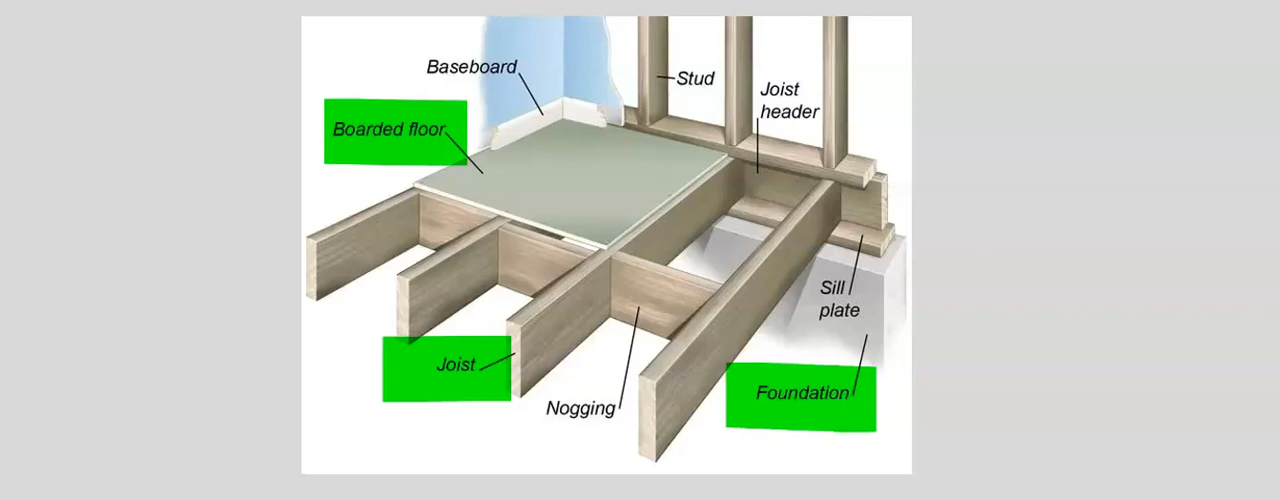 Baseboard
Stud
Joist
header
Boarded floor
Sill
plate
Joist
Foundation
Nogging